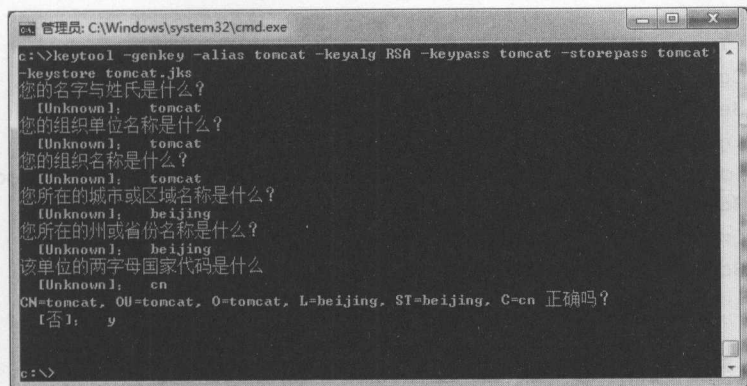 管理员: C:\Windows\system32\cmd.exe
c:\>keytool -genkey -alias tomcat -keyalg RSA -keypass tomcat -storepass tomcat
-keystore tomcat.jks
您的名字与姓氏是什么?
[Unknown]: tomcat
您的组织单位名称是什么?
[Unknown]: tomcat
您的组织名称是什么?
[Unknown]: tomcat
您所在的城市或区域名称是什么?
[Unknown]: beijing
您所在的州或省份名称是什么?
[Unknown]: beijing
该单位的两字母国家代码是什么
[Unknown]: cn
CN=tomcat, OU=tomcat, O=tomcat, L=beijing, ST=beijing, C=cn 正确吗?
[否]: y
c:\>